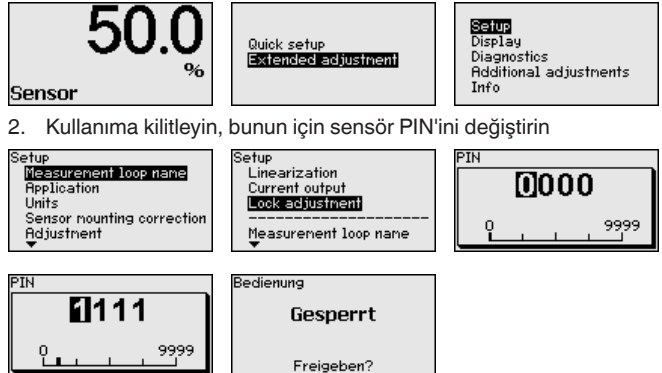 50.0
%
Sensor
Quick setup
Extended adjustment
Setup
Display
Diagnostics
Additional adjustments
Info
2. Kullanıma kilitleyin, bunun için sensör PIN'ini değiştirin
Setup
Measurement loop name
Application
Units
Sensor mounting correction
Adjustment
Setup
Linearization
Current output
Lock adjustment
Measurement loop name
PIN
0000
0 9999
PIN
1111
0 9999
Bedienung
Gesperrt
Freigeben?